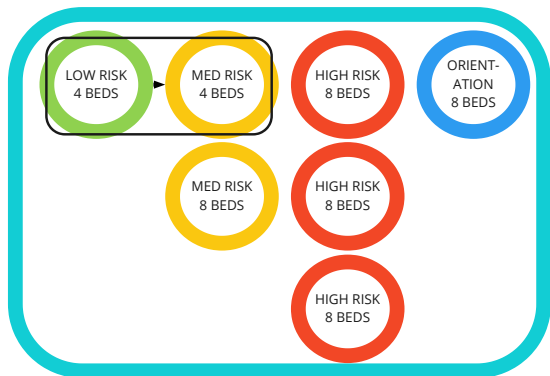 LOW RISK
4 BEDS
MED RISK
4 BEDS
HIGH RISK
8 BEDS
ORIENT-
ATION
8 BEDS
MED RISK
8 BEDS
HIGH RISK
8 BEDS
HIGH RISK
8 BEDS